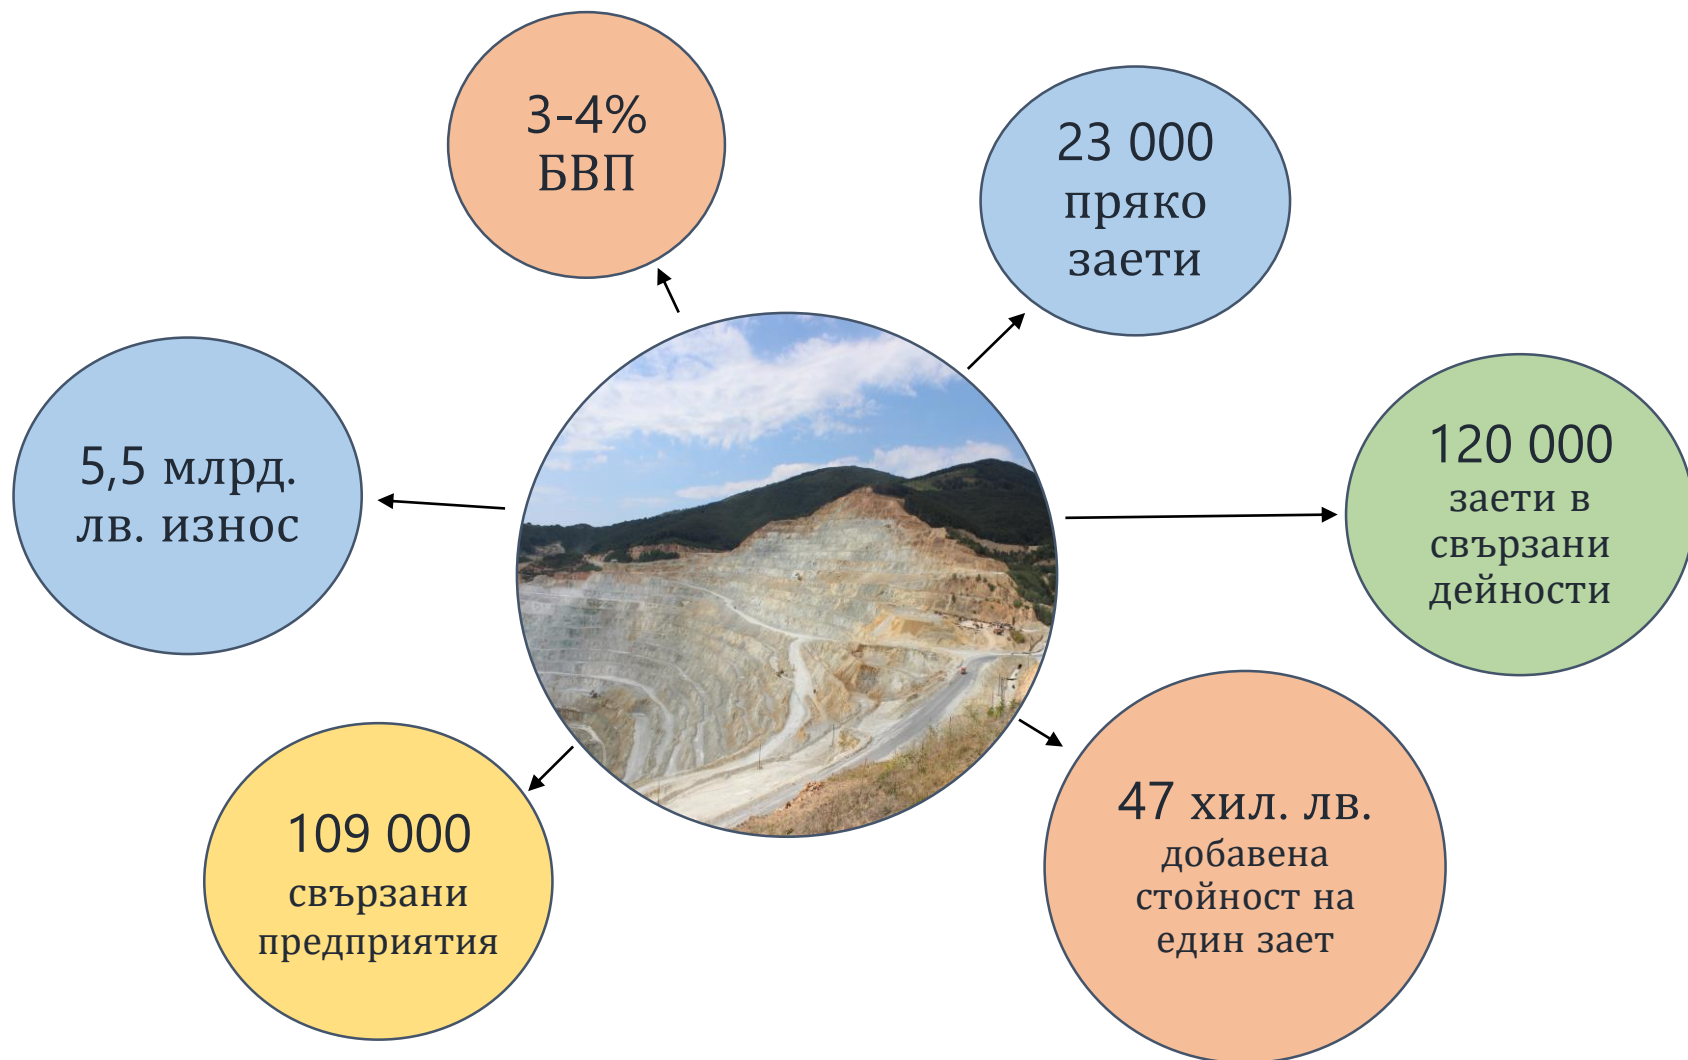 3-4%
БВП
23 000
пряко
заети
5,5 млрд.
лв. износ
120 000
заети в
свързани
дейности
109 000
свързани
предприятия
47 хил. лв.
добавена
стойност на
един зает